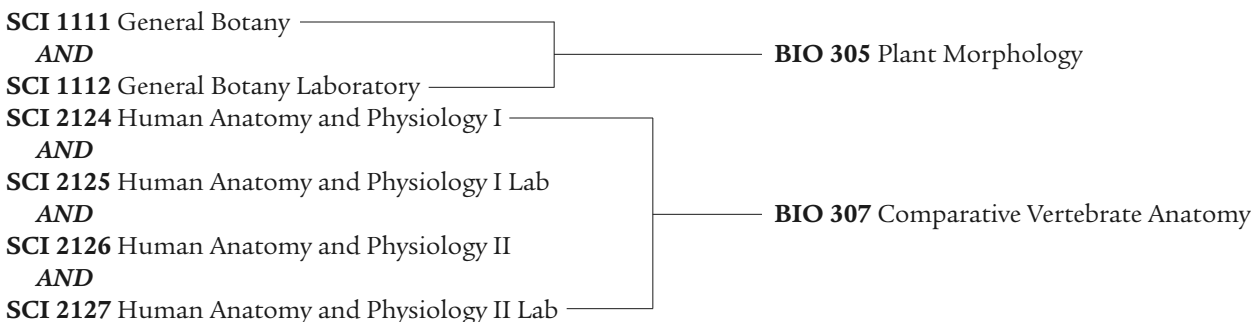 SCI 1111 General Botany
AND
BIO 305 Plant Morphology
SCI 1112 General Botany Laboratory
SCI 2124 Human Anatomy and Physiology I
AND
SCI 2125 Human Anatomy and Physiology I Lab
AND
BIO 307 Comparative Vertebrate Anatomy
SCI 2126 Human Anatomy and Physiology II
AND
SCI 2127 Human Anatomy and Physiology II Lab